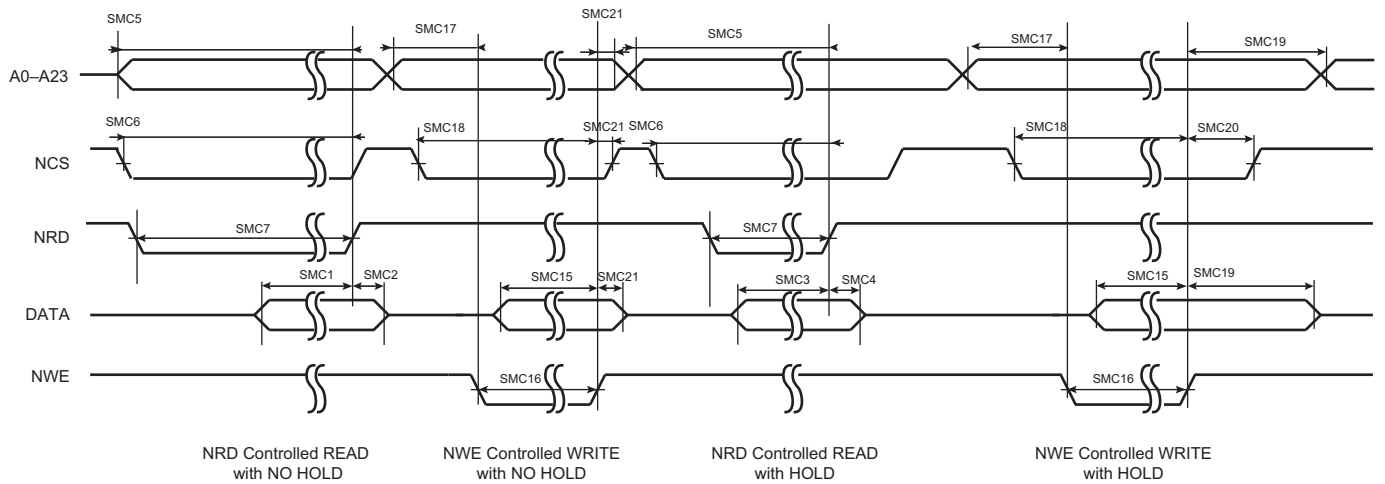 SMC21
SMC5
SMC17
SMC5
SMC17
SMC19
A0–A23
SMC6
SMC18
SMC21
SMC6
SMC18
SMC20
NCS
NRD
SMC7
SMC7
SMC1
SMC2
SMC15
SMC21
SMC3
SMC4
SMC15
SMC19
DATA
NWE
SMC16
SMC16
NRD Controlled READ
with NO HOLD
NWE Controlled WRITE
with NO HOLD
NRD Controlled READ
with HOLD
NWE Controlled WRITE
with HOLD